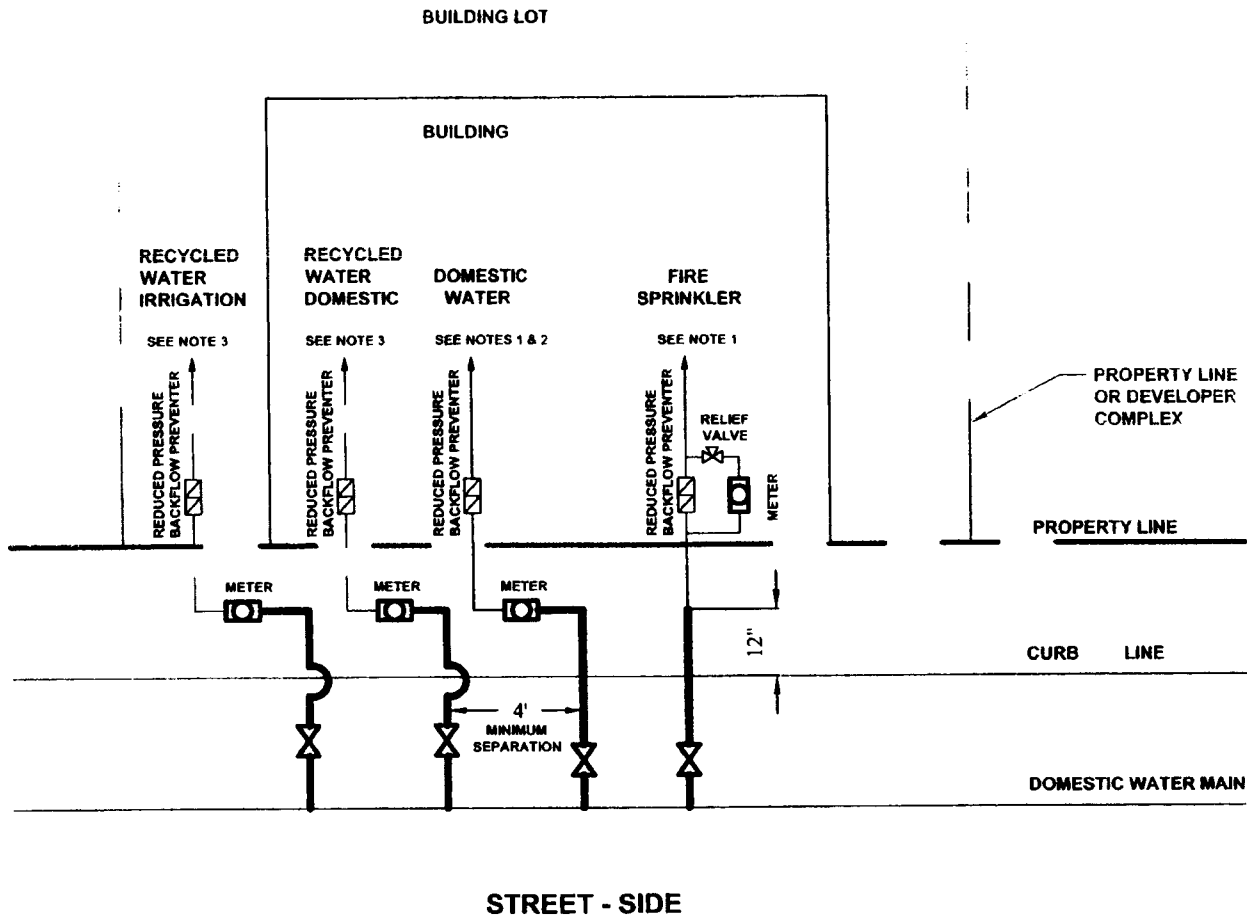 BUILDING LOT
BUILDING
RECYCLED
WATER
IRRIGATION
RECYCLED
WATER
DOMESTIC
DOMESTIC
WATER
FIRE
SPRINKLER
SEE NOTE 3
SEE NOTE 3
SEE NOTES 1 & 2
SEE NOTE 1
REDUCED PRESSURE
BACKFLOW PREVENTER
REDUCED PRESSURE
BACKFLOW PREVENTER
REDUCED PRESSURE
BACKFLOW PREVENTER
REDUCED PRESSURE
BACKFLOW PREVENTER
RELIEF
VALVE
METER
PROPERTY LINE
OR DEVELOPER
COMPLEX
PROPERTY LINE
METER
METER
METER
12"
CURB LINE
4'
MINIMUM
SEPARATION
DOMESTIC WATER MAIN
STREET - SIDE